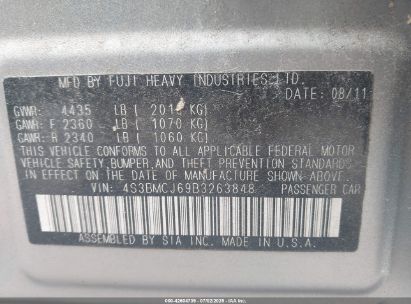 MFD BY FUJI HEAVY INDUSTRIES LTD.
DATE: 08/11
GVWR: 4435 LB ( 2010 KG)
GAWR: F 2360 LB ( 1070 KG)
GAWR: R 2340 LB ( 1060 KG)
THIS VEHICLE CONFORMS TO ALL APPLICABLE FEDERAL MOTOR
VEHICLE SAFETY, BUMPER, AND THEFT PREVENTION STANDARDS
IN EFFECT ON THE DATE OF MANUFACTURE SHOWN ABOVE.
VIN: 4S3BMCJ69B3263848 PASSENGER CAR
ASSEMBLED BY SIA INC. MADE IN U.S.A.